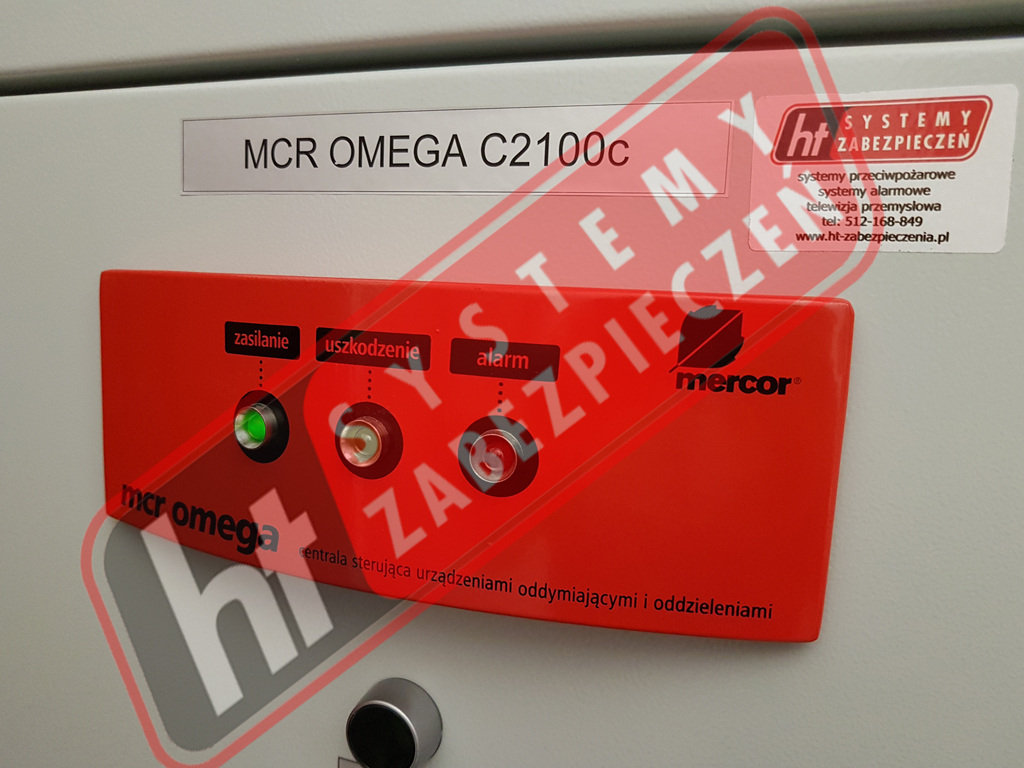 MCR OMEGA C2100c
ht SYSTEMY
ZABEZPIECZEŃ
systemy przeciwpożarowe
systemy alarmowe
telewizja przemysłowa
tel: 512-168-849
www.ht-zabezpieczenia.pl
zasilanie uszkodzenie alarm
mercor®
mcr omega
centrala sterująca urządzeniami oddymiającymi i oddzieleniami
ht SYSTEMY
ZABEZPIECZEŃ